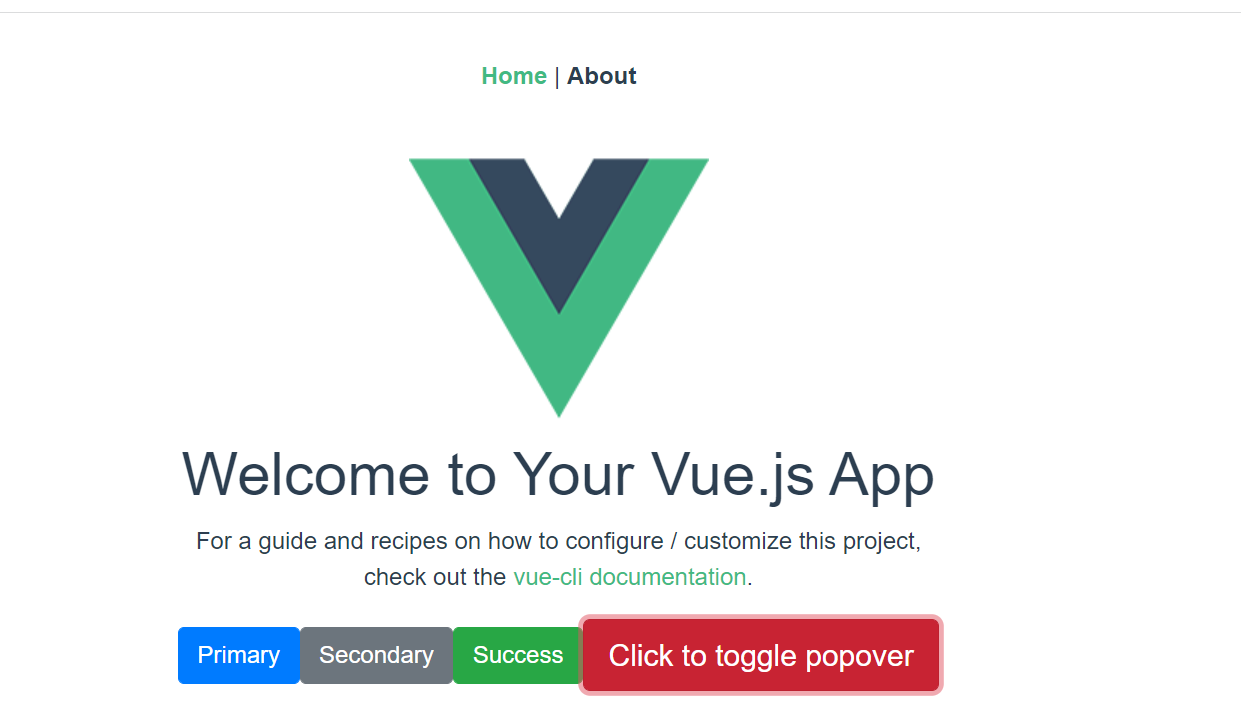 Home | About
Welcome to Your Vue.js App
For a guide and recipes on how to configure / customize this project,
check out the vue-cli documentation.
Primary Secondary Success Click to toggle popover